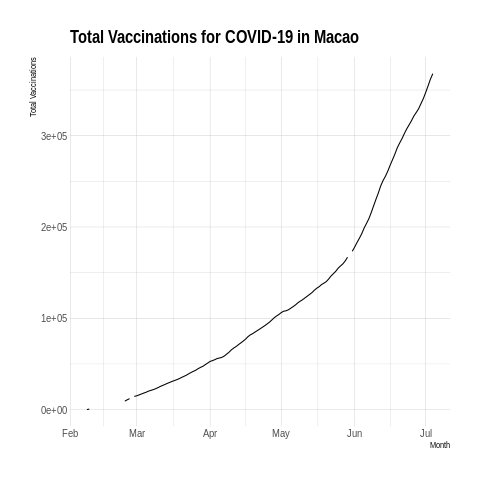 Total Vaccinations for COVID-19 in Macao
Total Vaccinations
3e+05
2e+05
1e+05
0e+00
Feb Mar Apr May Jun Jul
Month